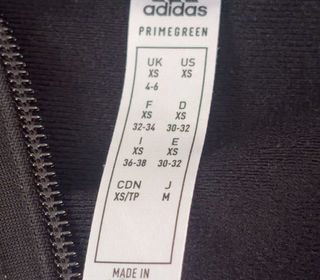 adidas
PRIMEGREEN
UK US
XS XS
4-6
F D
XS XS
32-34 30-32
I E
XS XS
36-38 30-32
CDN J
XS/TP M
MADE IN